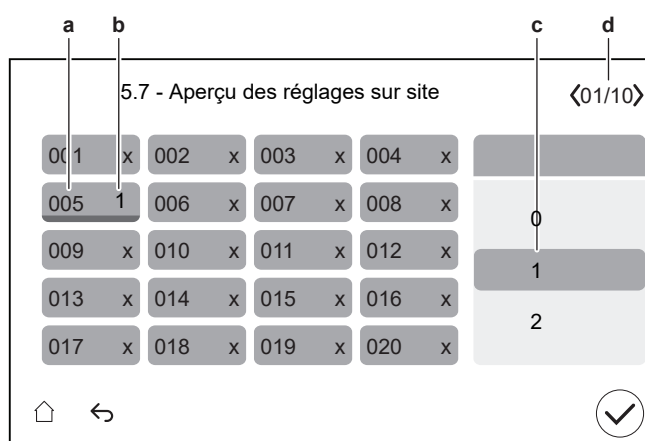 a b c d
5.7 - Aperçu des réglages sur site
❮01/10❯
001 x 002 x 003 x 004 x
005 1 006 x 007 x 008 x
0
009 x 010 x 011 x 012 x
1
013 x 014 x 015 x 016 x
2
017 x 018 x 019 x 020 x